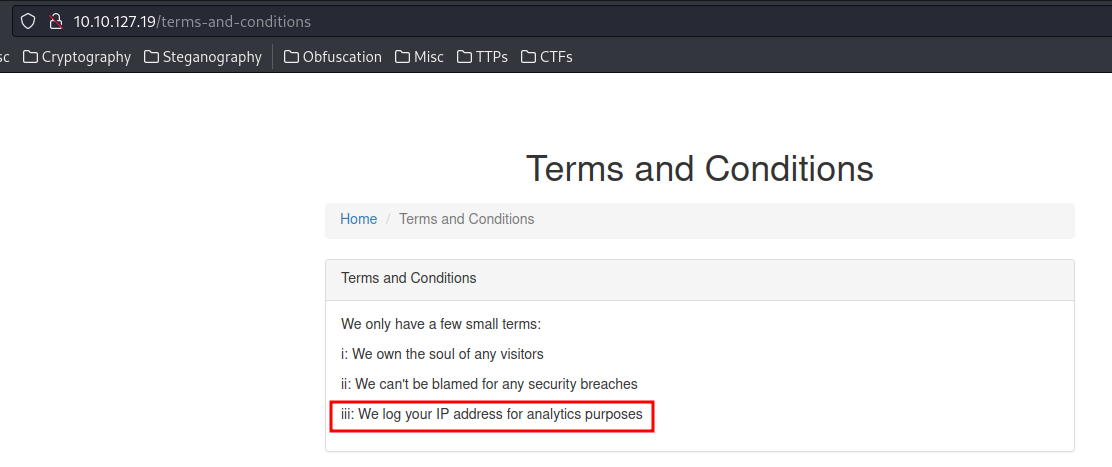 10.10.127.19/terms-and-conditions
sc Cryptography Steganography Obfuscation Misc TTPs CTFs
Terms and Conditions
Home / Terms and Conditions
Terms and Conditions
We only have a few small terms:
i: We own the soul of any visitors
ii: We can't be blamed for any security breaches
iii: We log your IP address for analytics purposes